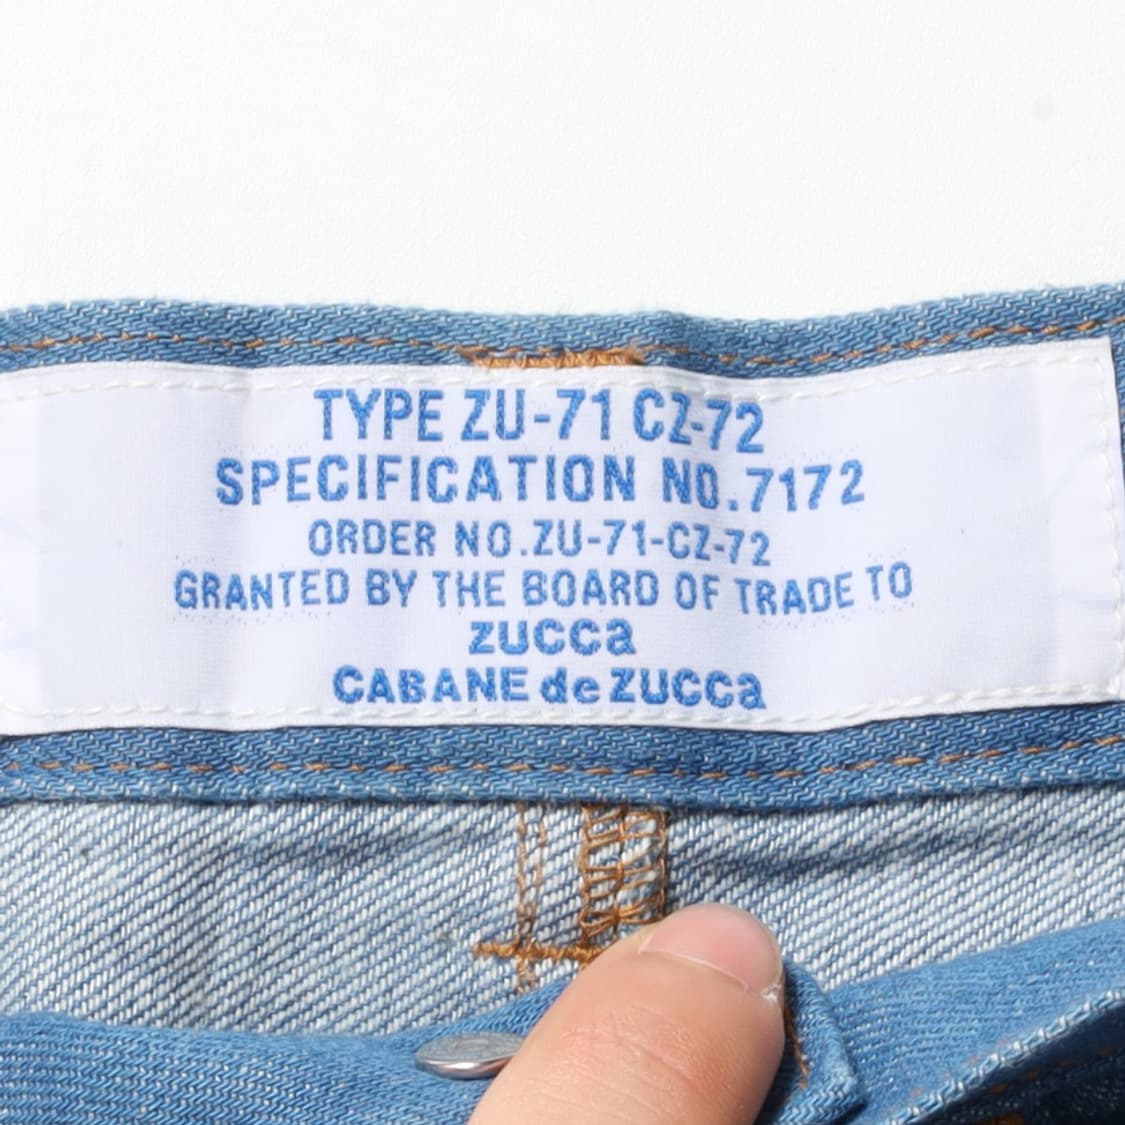 TYPE ZU-71 CZ-72
SPECIFICATION NO.7172
ORDER NO.ZU-71-CZ-72
GRANTED BY THE BOARD OF TRADE TO
zucca
CABANE de ZUCCa